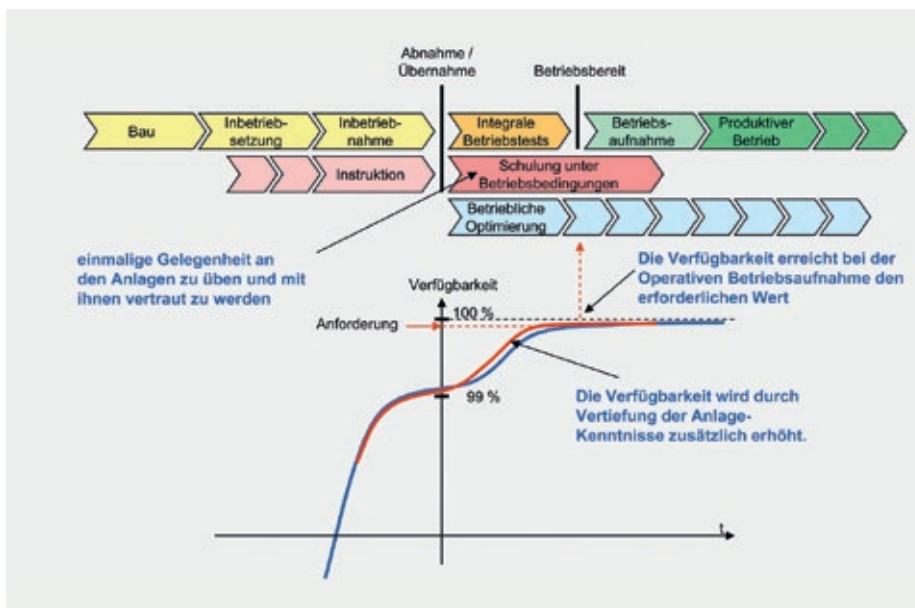 Abnahme /
Übernahme
Betriebsbereit
Bau
Inbetrieb-
setzung
Inbetrieb-
nahme
Integrale
Betriebstests
Betriebs-
aufnahme
Produktiver
Betrieb
Instruktion
Schulung unter
Betriebsbedingungen
Betriebliche
Optimierung
einmalige Gelegenheit an
den Anlagen zu üben und mit
ihnen vertraut zu werden
Die Verfügbarkeit erreicht bei der
Operativen Betriebsaufnahme den
erforderlichen Wert
Verfügbarkeit
100 %
Anforderung
99 %
Die Verfügbarkeit wird durch
Vertiefung der Anlage-
Kenntnisse zusätzlich erhöht.
t